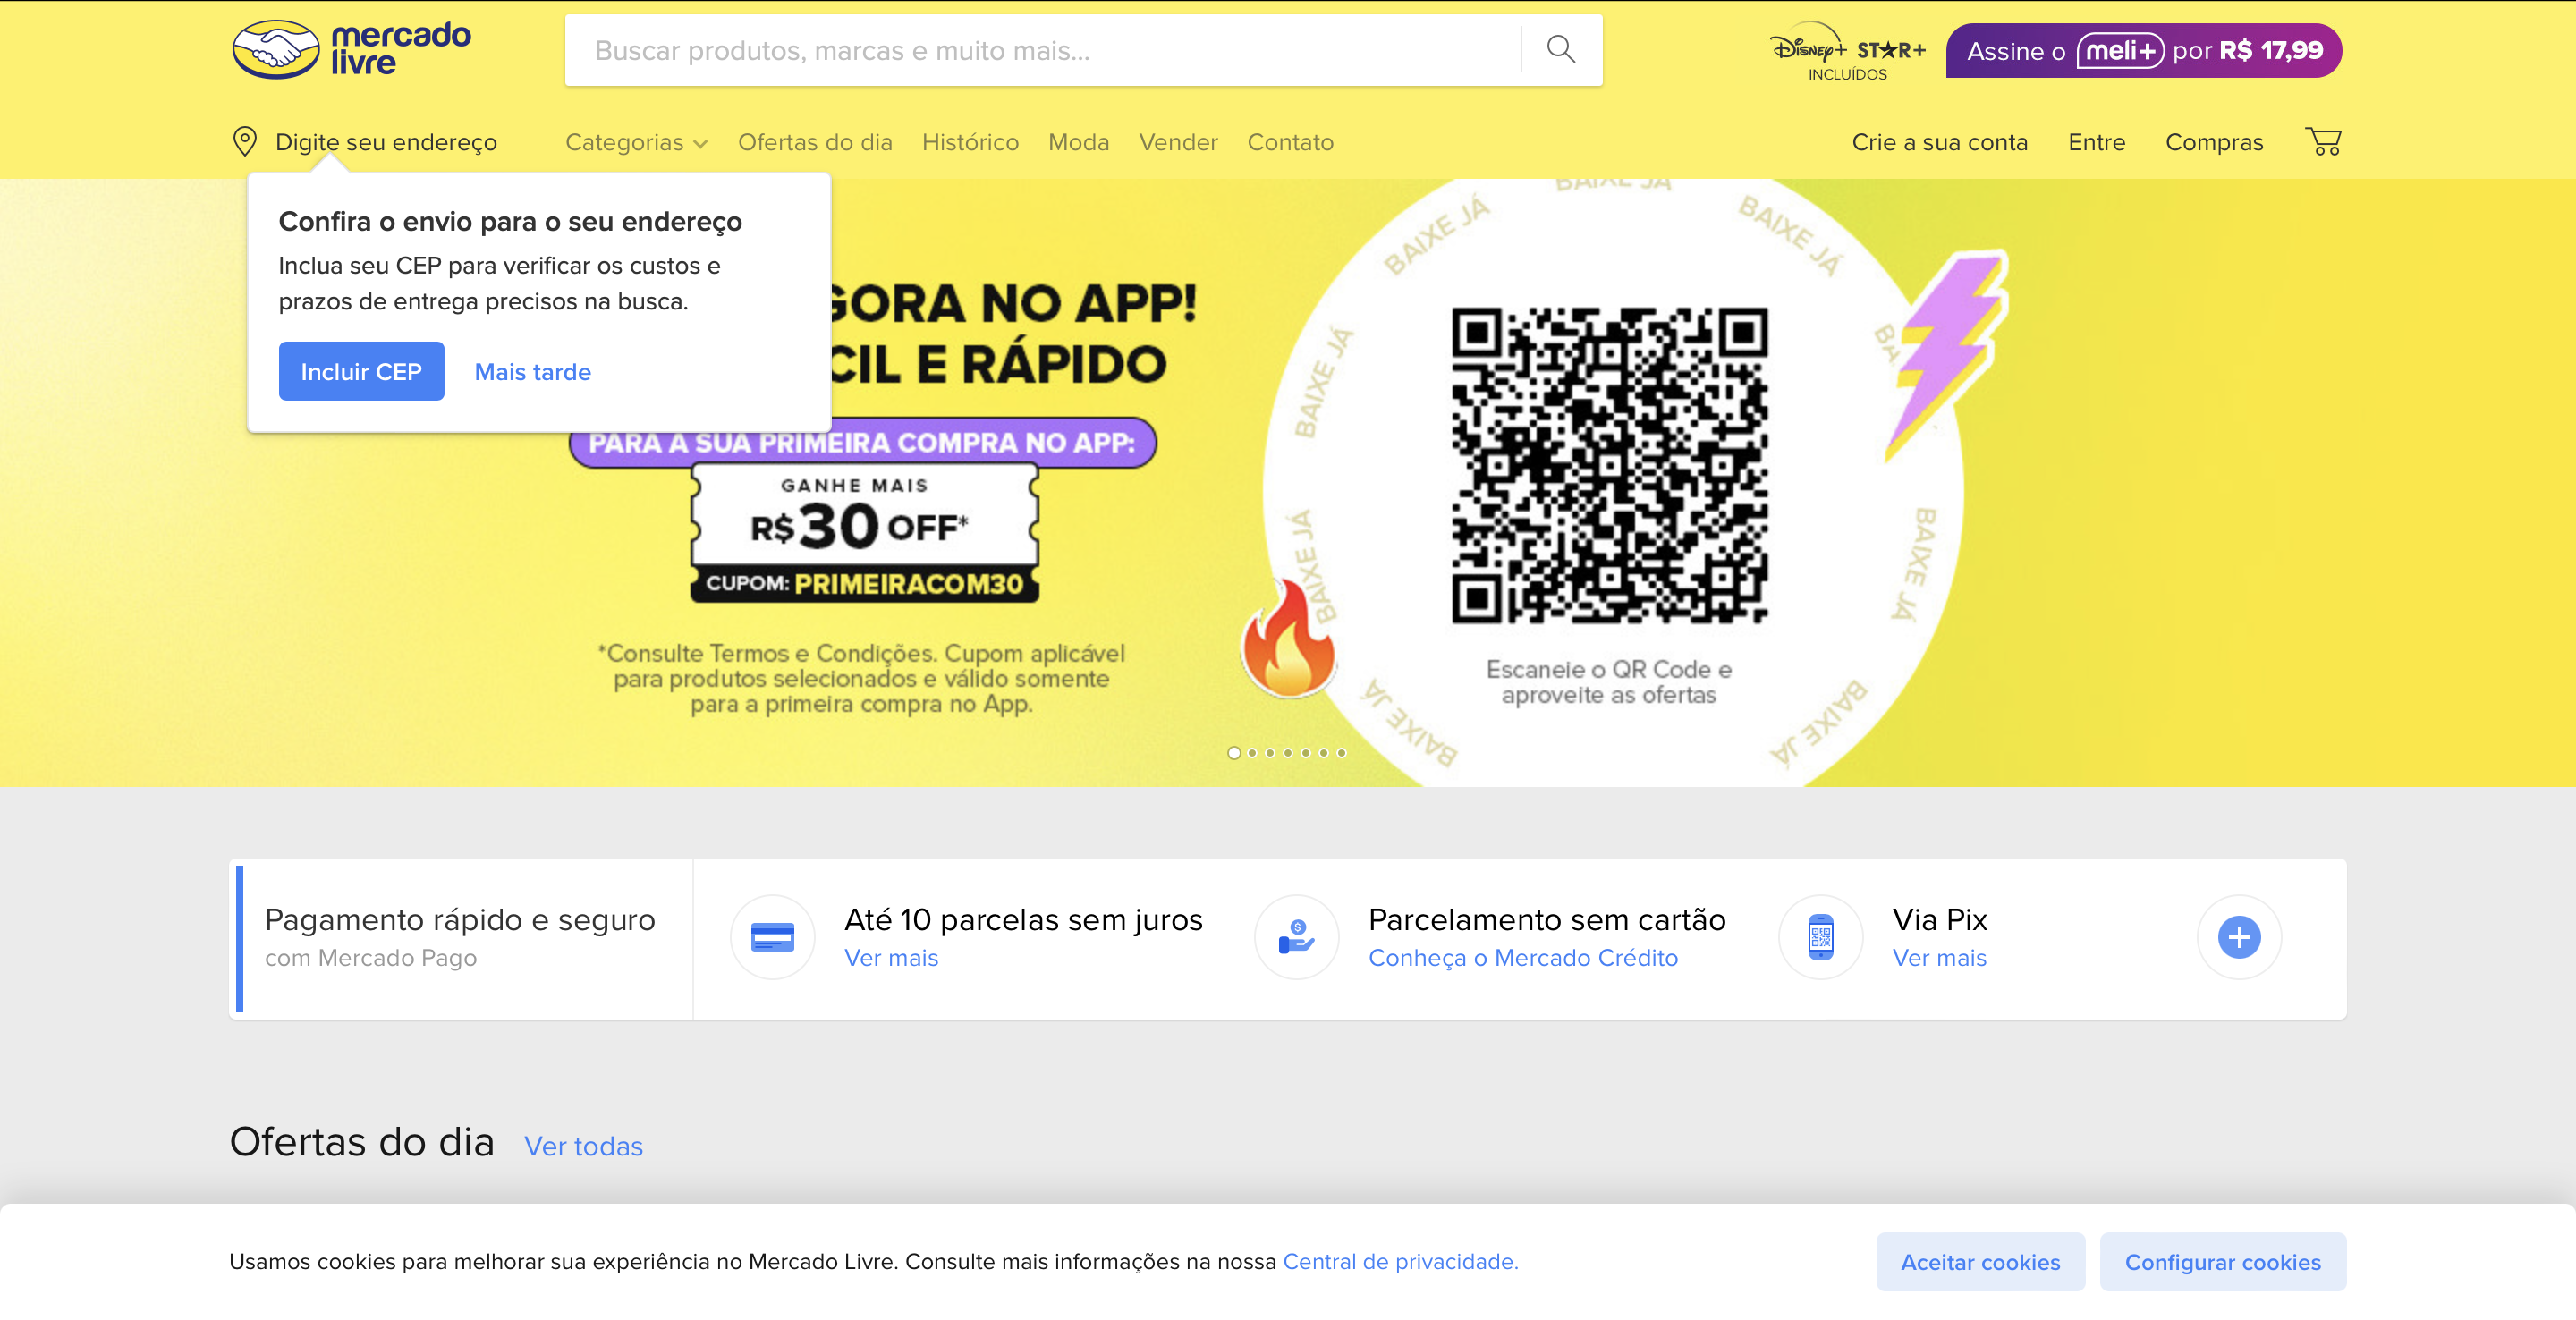 mercado
livre
Buscar produtos, marcas e muito mais...
Disney+ STAR+
INCLUÍDOS
Assine o meli+ por R$ 17,99
Digite seu endereço
Categorias
Ofertas do dia
Histórico
Moda
Vender
Contato
Crie a sua conta
Entre
Compras
Confira o envio para o seu endereço
Inclua seu CEP para verificar os custos e
prazos de entrega precisos na busca.
Incluir CEP
Mais tarde
NO APP!
E RÁPIDO
PARA A SUA PRIMEIRA COMPRA NO APP:
GANHE MAIS
R$ 30 OFF*
CUPOM: PRIMEIRACOM30
*Consulte Termos e Condições. Cupom aplicável
para produtos selecionados e válido somente
para a primeira compra no App.
BAIXE JÁ
BAIXE JÁ
BAIXE JÁ
BAIXE JÁ
BAIXE JÁ
BAIXE JÁ
BAIXE JÁ
BAIXE JÁ
BAIXE JÁ
Escaneie o QR Code e
aproveite as ofertas
Pagamento rápido e seguro
com Mercado Pago
Até 10 parcelas sem juros
Ver mais
Parcelamento sem cartão
Conheça o Mercado Crédito
Via Pix
Ver mais
Ofertas do dia
Ver todas
Usamos cookies para melhorar sua experiência no Mercado Livre. Consulte mais informações na nossa Central de privacidade.
Aceitar cookies
Configurar cookies